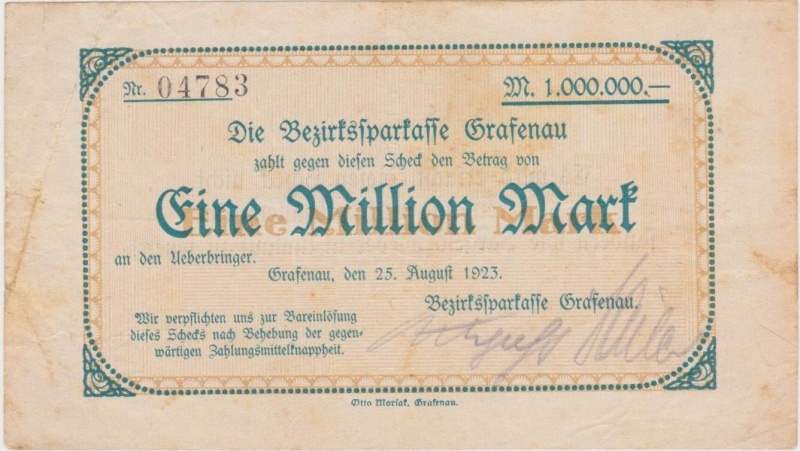 Nr. 04783
M. 1.000.000.—
Die Bezirkssparkasse Grafenau
zahlt gegen diesen Scheck den Betrag von
Eine Million Mark
an den Ueberbringer.
Grafenau, den 25. August 1923.
Bezirkssparkasse Grafenau.
Wir verpflichten uns zur Bareinlösung
dieses Schecks nach Behebung der gegen-
wärtigen Zahlungsmittelknappheit.
Otto Morsak, Grafenau.